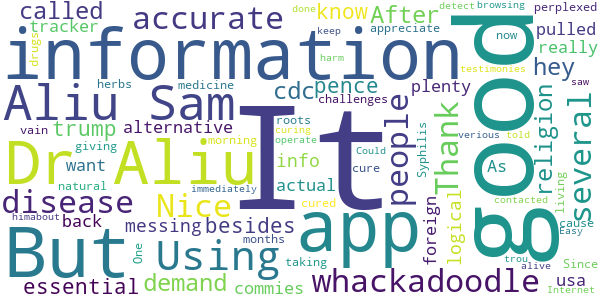 called accurate know After done keep appreciate detect browsing perplexed
tracker drugs now pulled
information hey really
herbs medicine testimonies
Aliu Sam cdc pence plenty saw
harm
vain trump alternative roots challenges told
Dr Aliu It people Thank good several religion
giving morning curing operate
want info Could Syphilis As
natural actual cure verious
disease Nice immediately cured logical living
himabout back messing besides app foreign contacted cause
One months Easy
But Using taking trou Since
essential demand commies whackadoodle alive usa
Internet